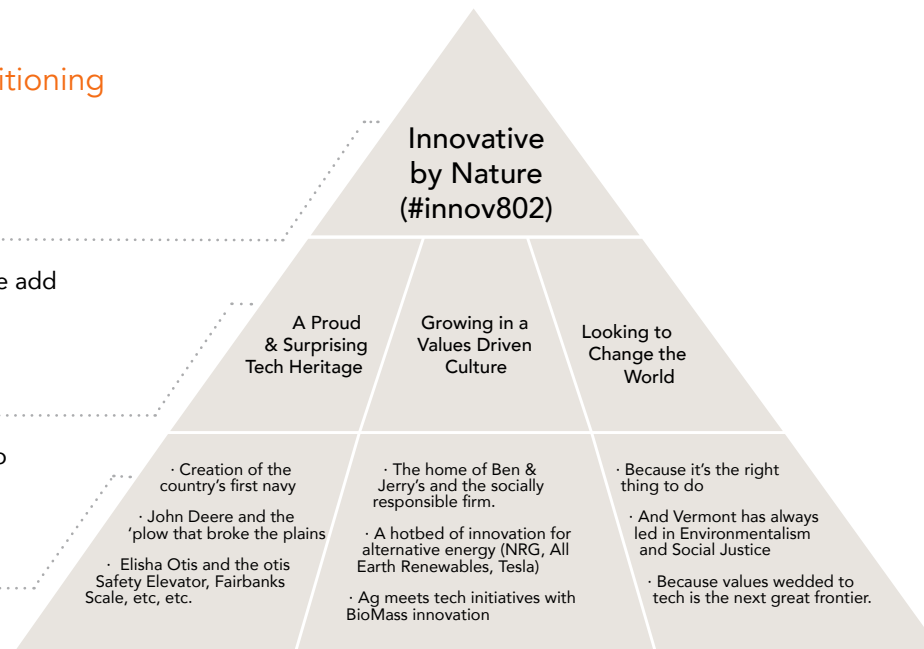 itioning
Innovative
by Nature
(#innov802)
e add
A Proud
& Surprising
Tech Heritage
Growing in a
Values Driven
Culture
Looking to
Change the
World
o
· Creation of the
country's first navy
· John Deere and the
'plow that broke the plains
· Elisha Otis and the otis
Safety Elevator, Fairbanks
Scale, etc, etc.
· The home of Ben &
Jerry's and the socially
responsible firm.
· A hotbed of innovation for
alternative energy (NRG, All
Earth Renewables, Tesla)
· Ag meets tech initiatives with
BioMass innovation
· Because it's the right
thing to do
· And Vermont has always
led in Environmentalism
and Social Justice
· Because values wedded to
tech is the next great frontier.